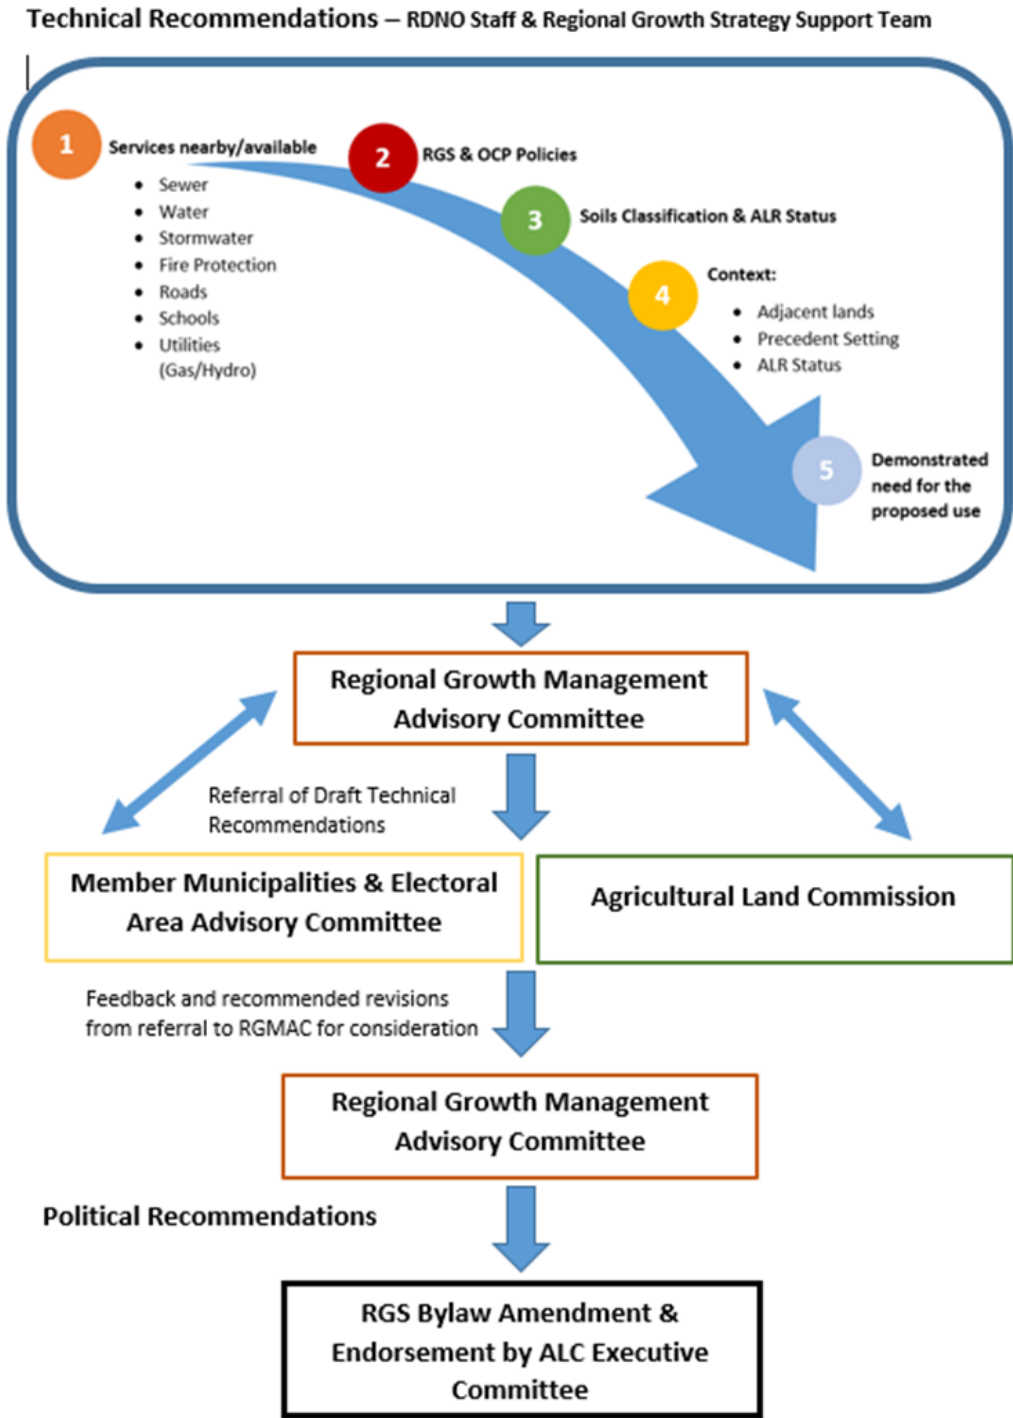 Technical Recommendations – RDNO Staff & Regional Growth Strategy Support Team
1
Services nearby/available
• Sewer
• Water
• Stormwater
• Fire Protection
• Roads
• Schools
• Utilities
(Gas/Hydro)
2
RGS & OCP Policies
3
Soils Classification & ALR Status
4
Context:
• Adjacent lands
• Precedent Setting
• ALR Status
5
Demonstrated
need for the
proposed use
Regional Growth Management
Advisory Committee
Referral of Draft Technical
Recommendations
Member Municipalities & Electoral
Area Advisory Committee
Agricultural Land Commission
Feedback and recommended revisions
from referral to RGMAC for consideration
Regional Growth Management
Advisory Committee
Political Recommendations
RGS Bylaw Amendment &
Endorsement by ALC Executive
Committee